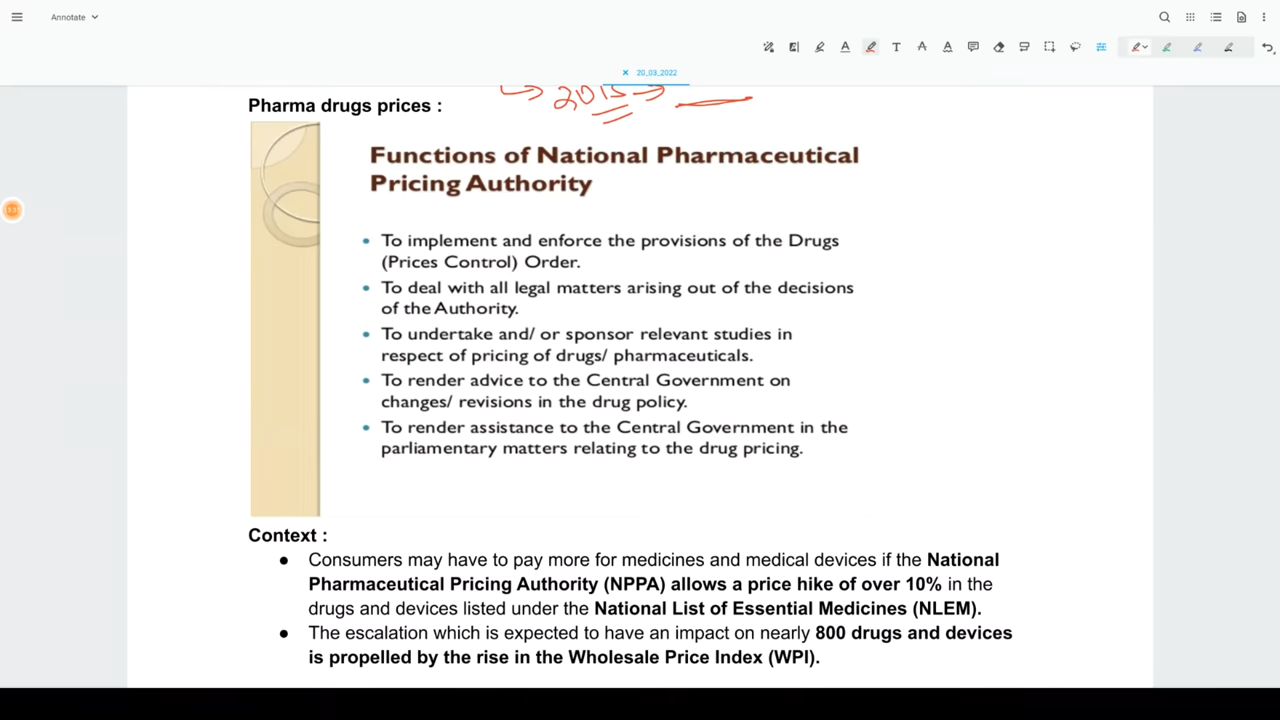 Annotate
20_03_2022
2015
Pharma drugs prices :
Functions of National Pharmaceutical
Pricing Authority
• To implement and enforce the provisions of the Drugs
(Prices Control) Order.
• To deal with all legal matters arising out of the decisions
of the Authority.
• To undertake and/ or sponsor relevant studies in
respect of pricing of drugs/ pharmaceuticals.
• To render advice to the Central Government on
changes/ revisions in the drug policy.
• To render assistance to the Central Government in the
parliamentary matters relating to the drug pricing.
Context :
● Consumers may have to pay more for medicines and medical devices if the National
Pharmaceutical Pricing Authority (NPPA) allows a price hike of over 10% in the
drugs and devices listed under the National List of Essential Medicines (NLEM).
● The escalation which is expected to have an impact on nearly 800 drugs and devices
is propelled by the rise in the Wholesale Price Index (WPI).